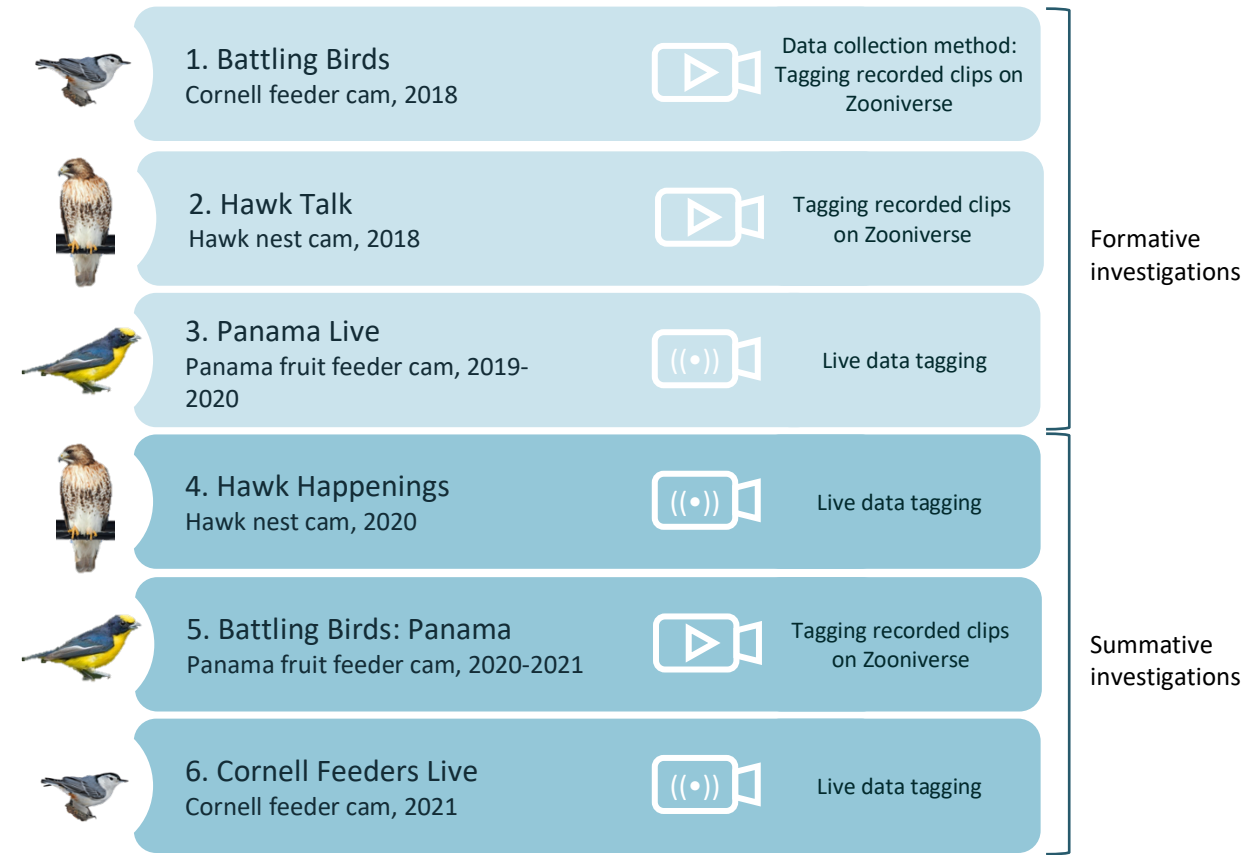 1. Battling Birds
Cornell feeder cam, 2018
Data collection method:
Tagging recorded clips on
Zooniverse
2. Hawk Talk
Hawk nest cam, 2018
Tagging recorded clips
on Zooniverse
3. Panama Live
Panama fruit feeder cam, 2019-
2020
Live data tagging
Formative
investigations
4. Hawk Happenings
Hawk nest cam, 2020
Live data tagging
5. Battling Birds: Panama
Panama fruit feeder cam, 2020-2021
Tagging recorded clips
on Zooniverse
6. Cornell Feeders Live
Cornell feeder cam, 2021
Live data tagging
Summative
investigations